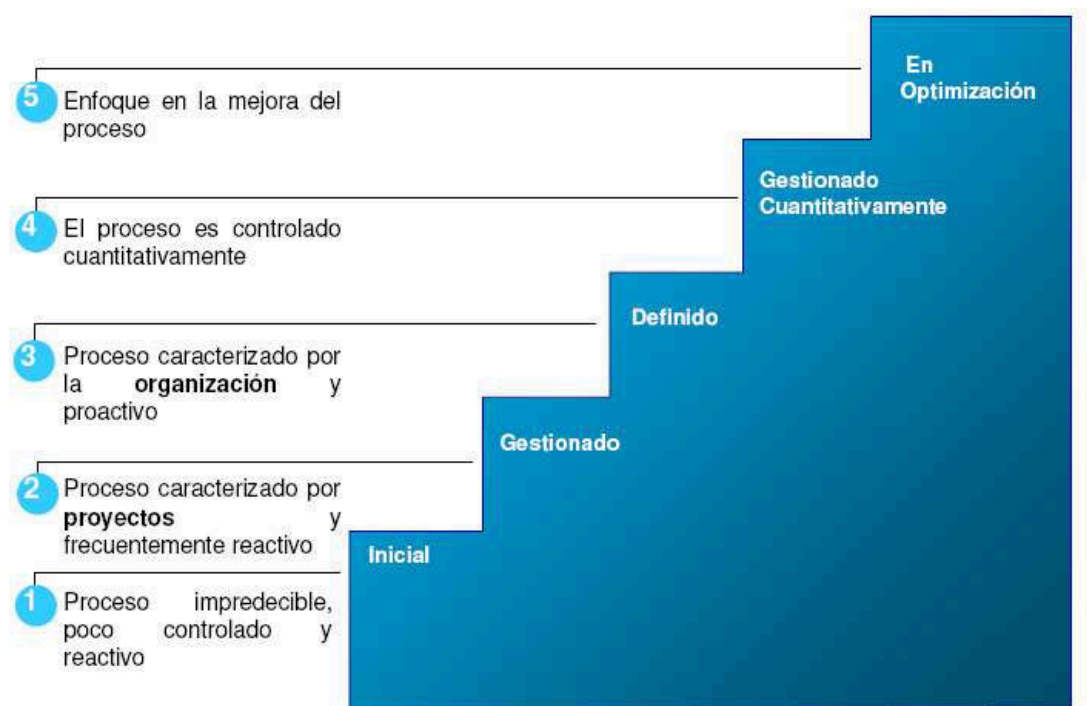 En
Optimización
5
Enfoque en la mejora del
proceso
Gestionado
Cuantitativamente
4
El proceso es controlado
cuantitativamente
Definido
3
Proceso caracterizado por
la organización y
proactivo
Gestionado
2
Proceso caracterizado por
proyectos y
frecuentemente reactivo
Inicial
1
Proceso impredecible,
poco controlado y
reactivo